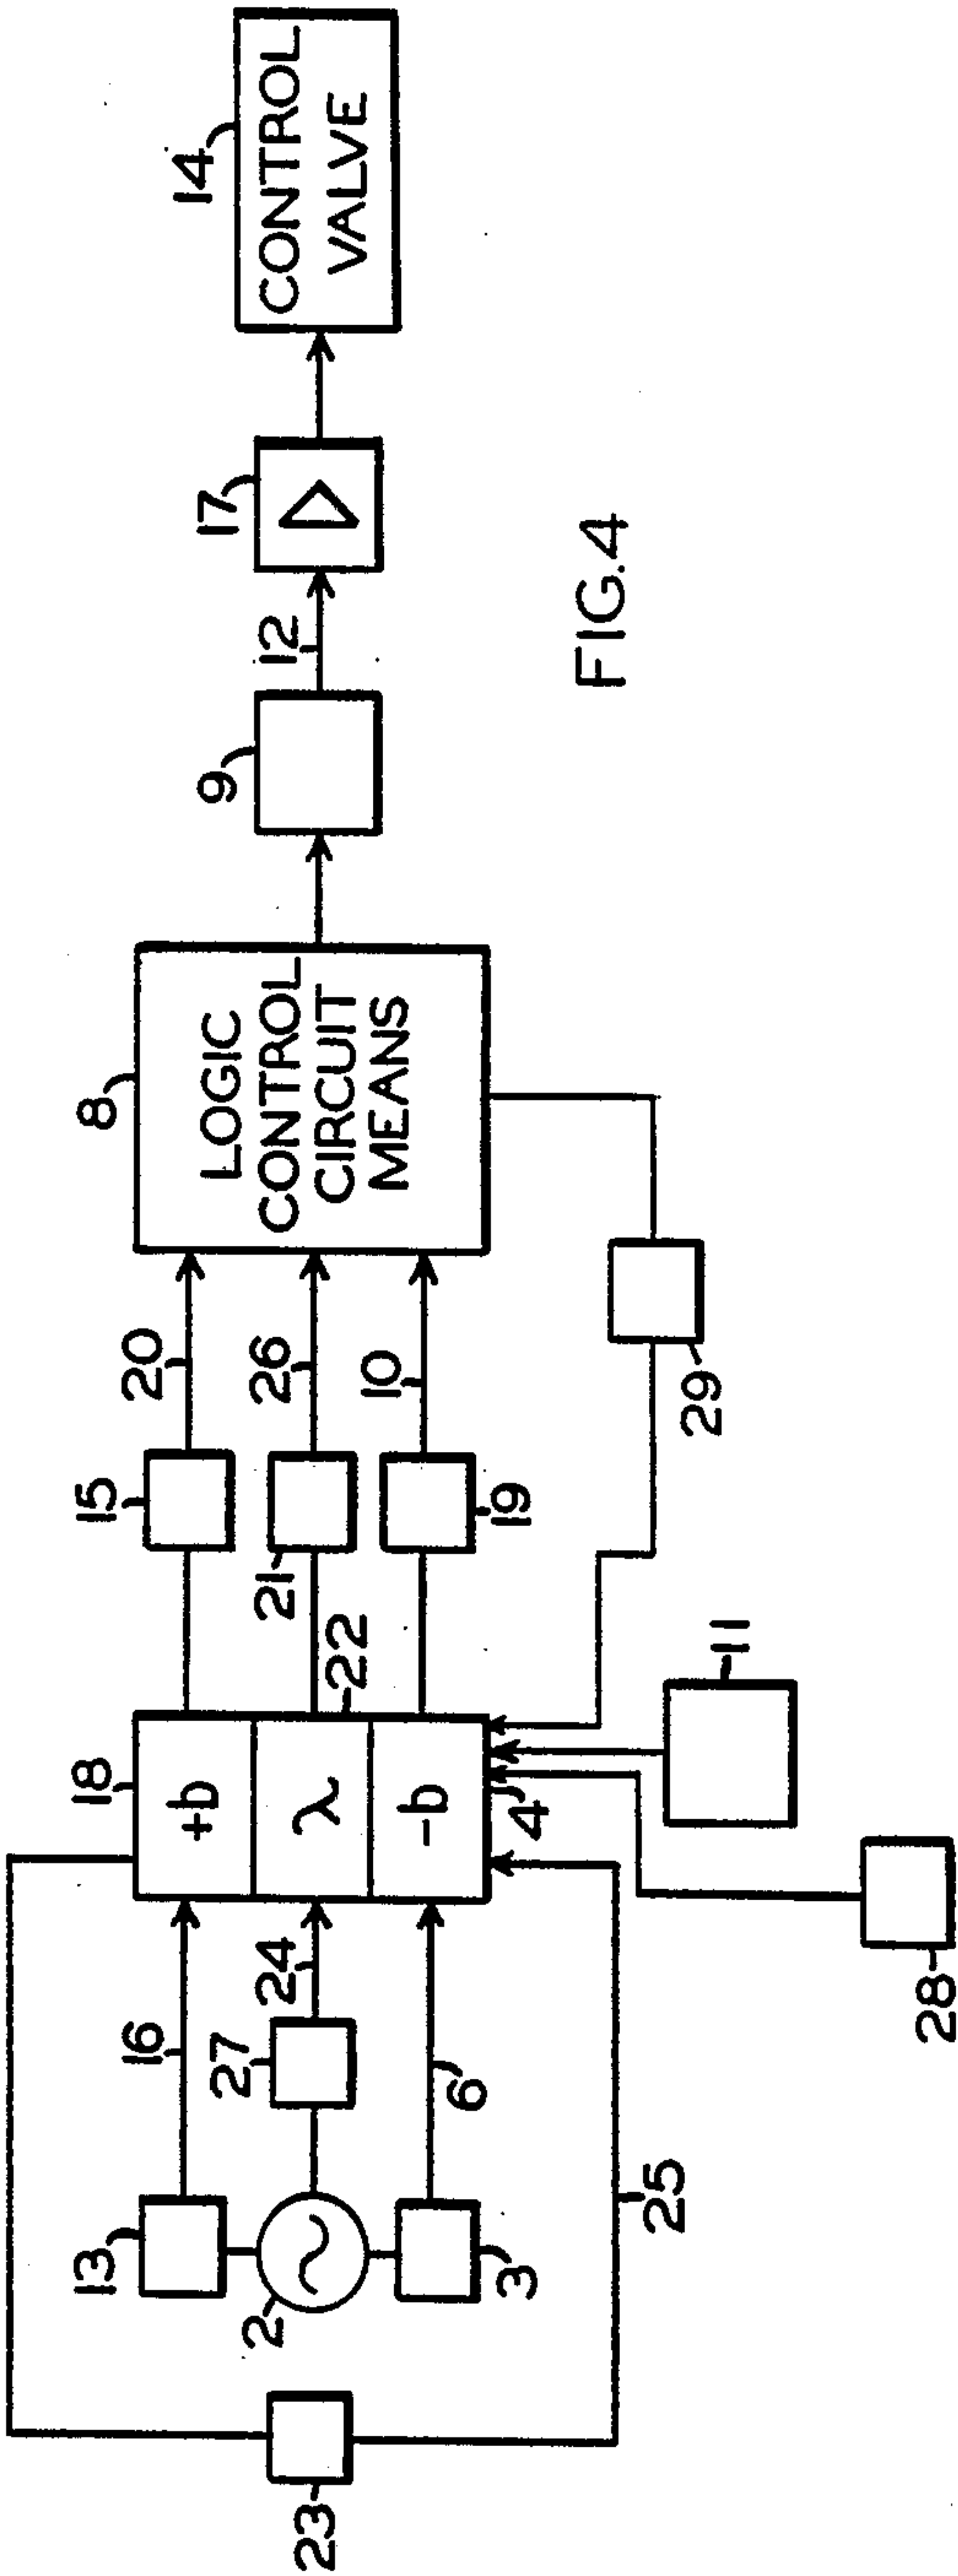 23
25
13
16
18
15
20
8
9
12
17
14
2
27
24
22
21
26
3
6
4
19
10
28
11
29
+b
λ
-b
LOGIC
CONTROL
CIRCUIT
MEANS
CONTROL
VALVE
FIG.4